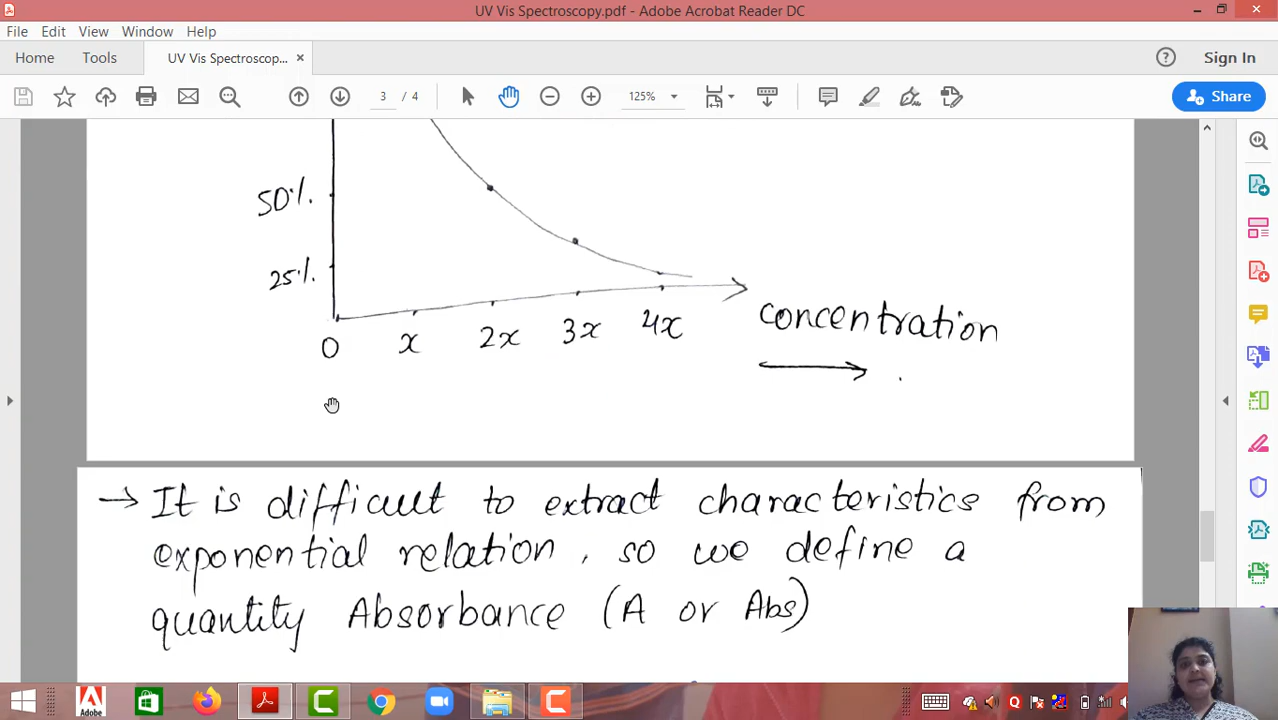 UV Vis Spectroscopy.pdf - Adobe Acrobat Reader DC
File Edit View Window Help
Home Tools UV Vis Spectroscop... × ? Sign In
3 / 4 125% Share
50%.
25%.
0 x 2x 3x 4x concentration
→ It is difficult to extract characteristics from
exponential relation, so we define a
quantity Absorbance (A or Abs)
Adobe